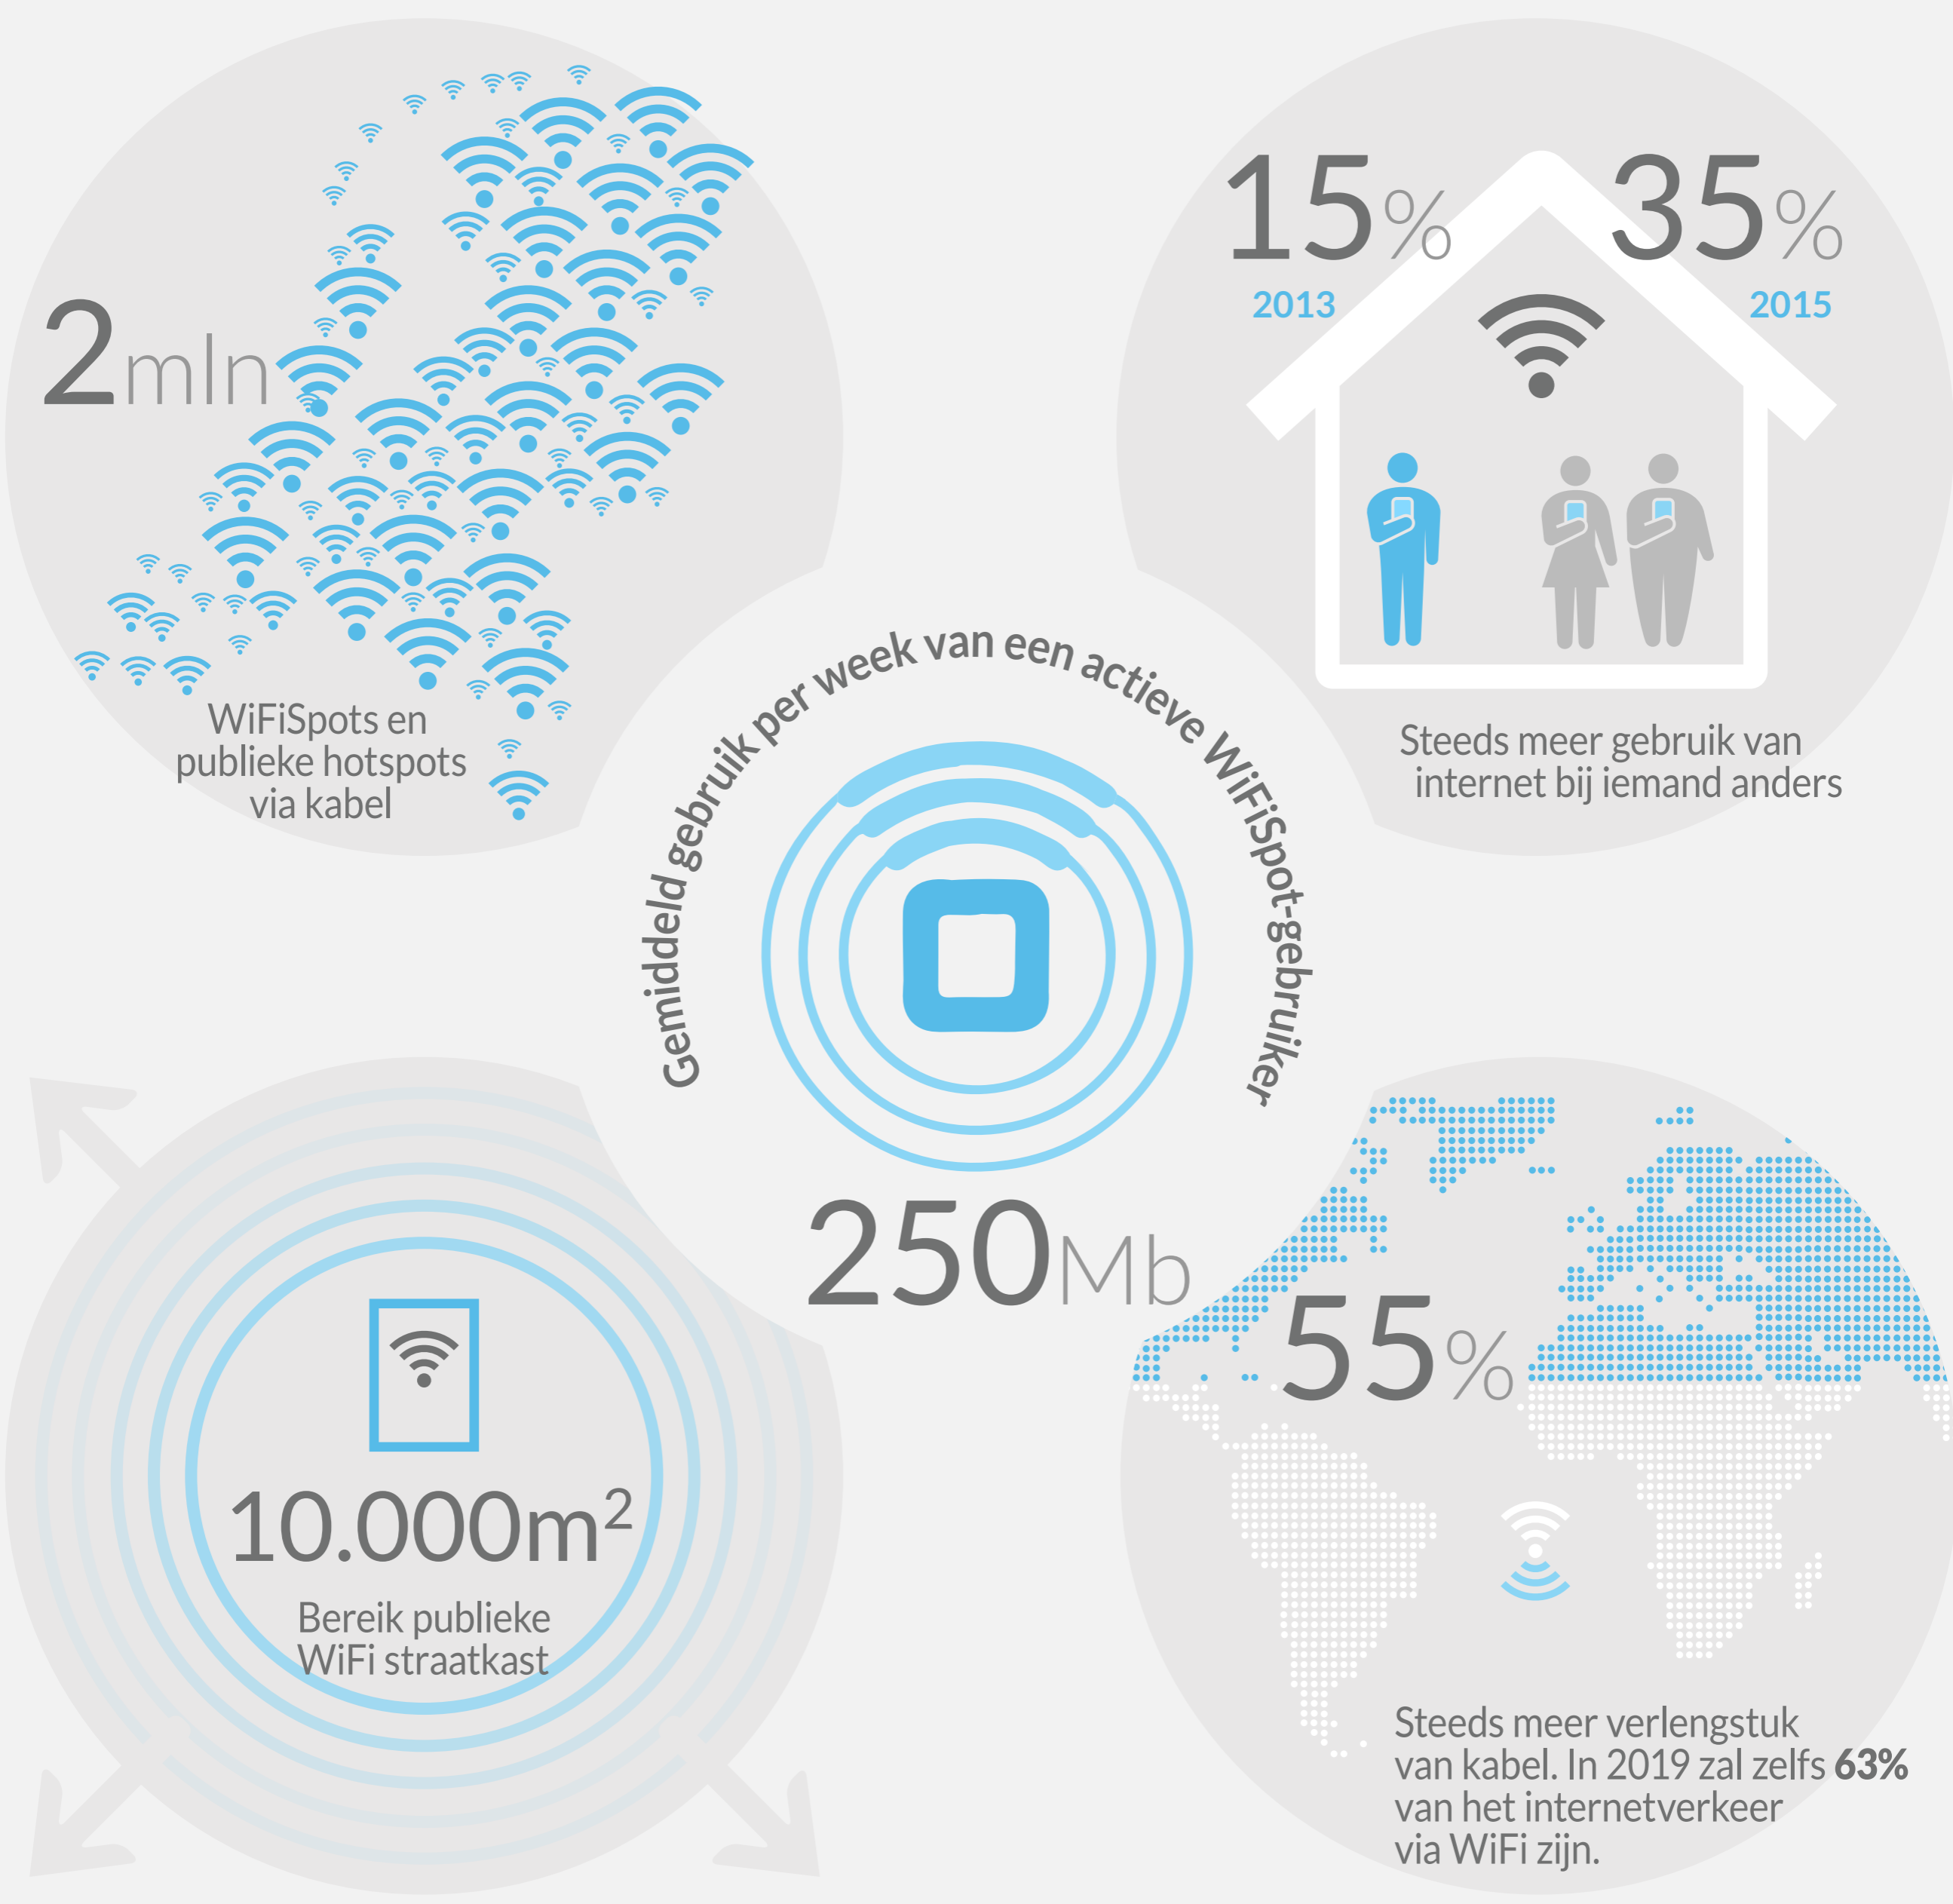 2mln
WiFiSpots en
publieke hotspots
via kabel
15% 35%
2013 2015
Steeds meer gebruik van
internet bij iemand anders
Gemiddeld gebruik per week van een actieve WiFiSpot-gebruiker
250Mb
10.000m²
Bereik publieke
WiFi straatkast
55%
Steeds meer verlengstuk
van kabel. In 2019 zal zelfs 63%
van het internetverkeer
via WiFi zijn.